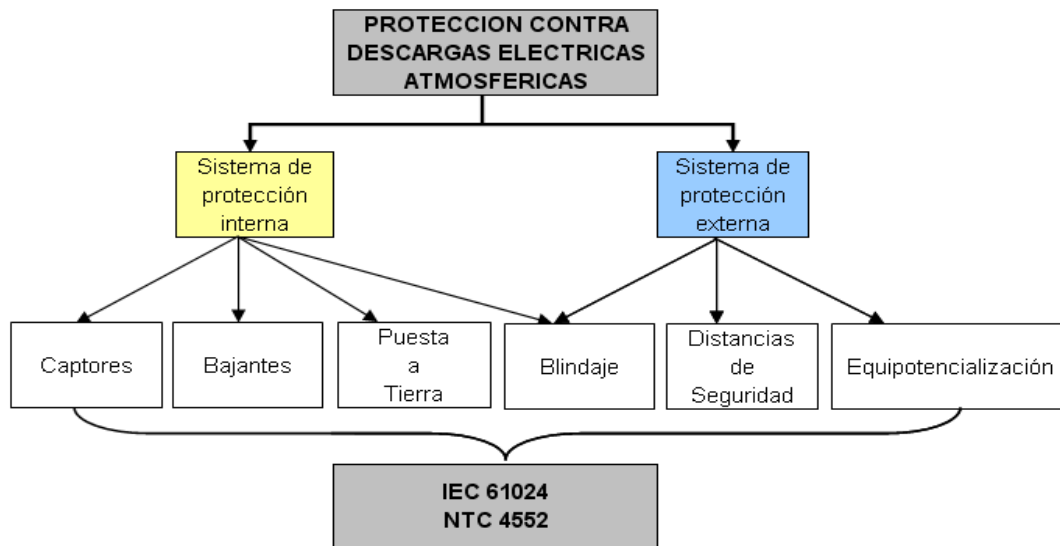 PROTECCION CONTRA
DESCARGAS ELECTRICAS
ATMOSFERICAS
Sistema de
protección
interna
Sistema de
protección
externa
Captores
Bajantes
Puesta
a
Tierra
Blindaje
Distancias
de
Seguridad
Equipotencialización
IEC 61024
NTC 4552